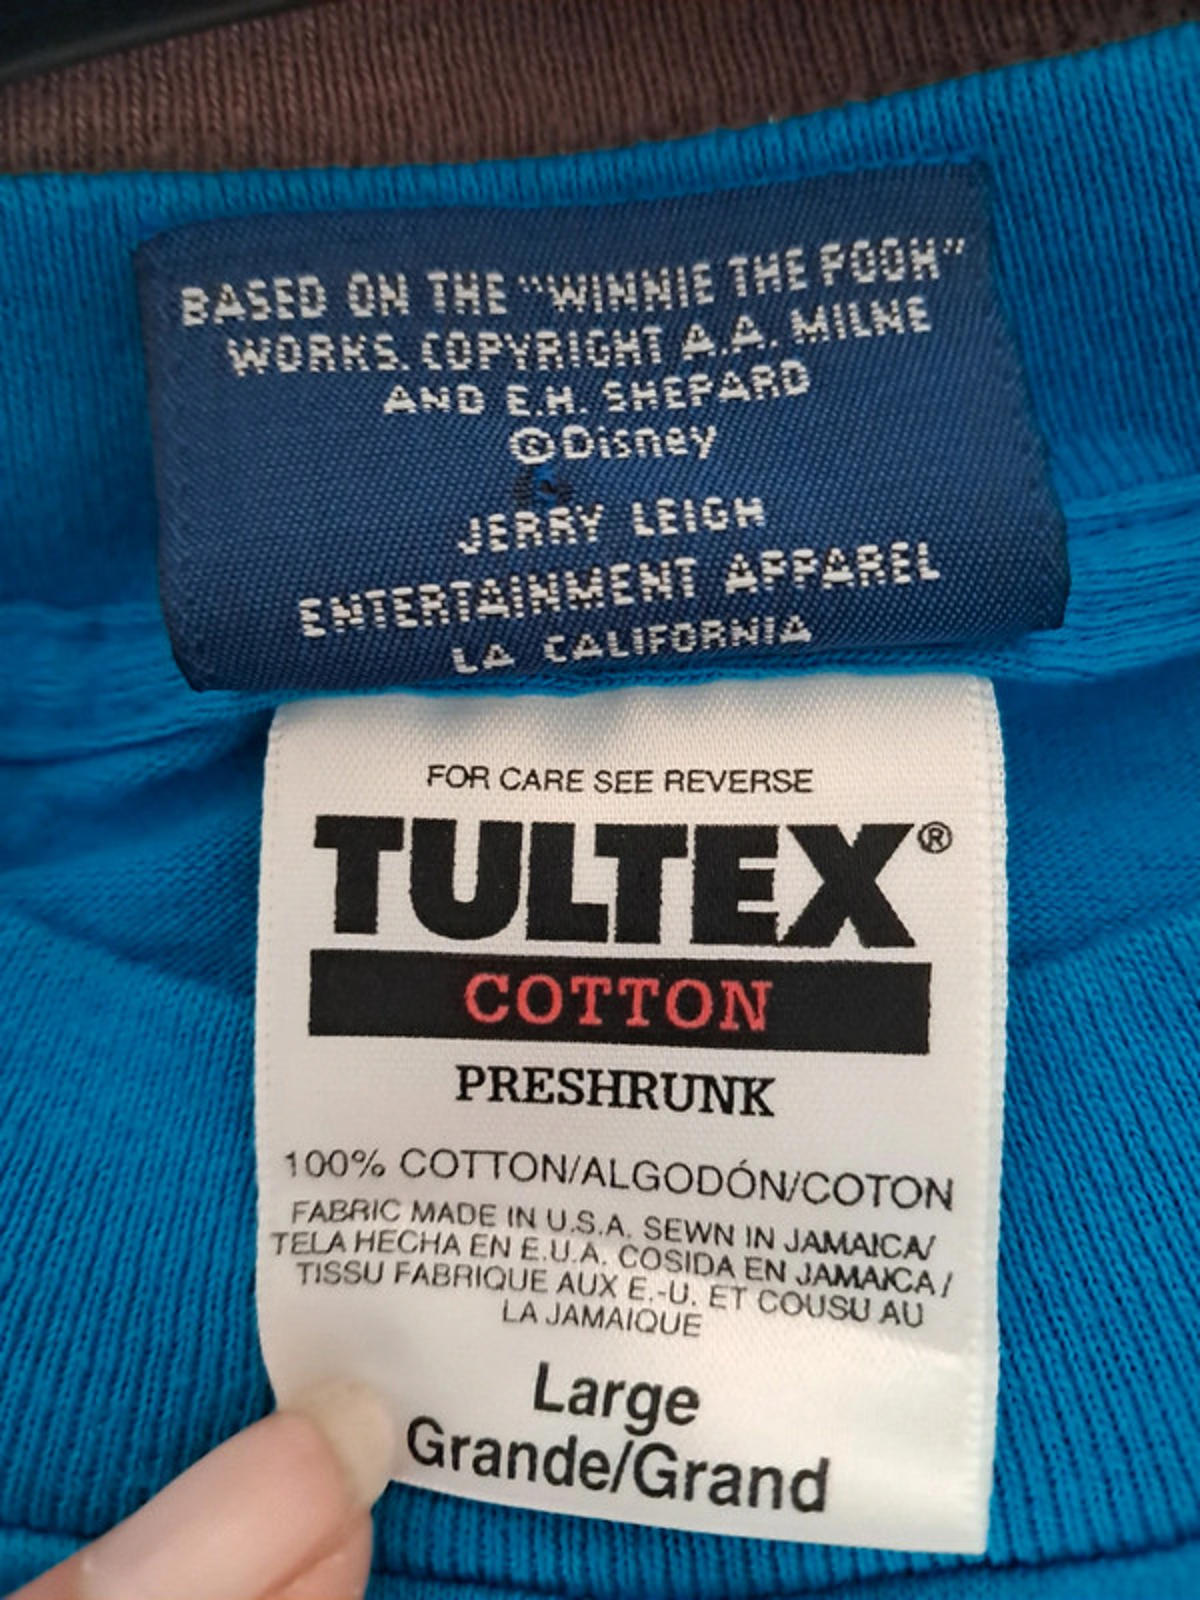 BASED ON THE "WINNIE THE POOH"
WORKS. COPYRIGHT A.A. MILNE
AND E.H. SHEPARD
©Disney
JERRY LEIGH
ENTERTAINMENT APPAREL
LA CALIFORNIA
FOR CARE SEE REVERSE
TULTEX®
COTTON
PRESHRUNK
100% COTTON/ALGODÓN/COTON
FABRIC MADE IN U.S.A. SEWN IN JAMAICA/
TELA HECHA EN E.U.A. COSIDA EN JAMAICA/
TISSU FABRIQUE AUX E.-U. ET COUSU AU
LA JAMAIQUE
Large
Grande/Grand